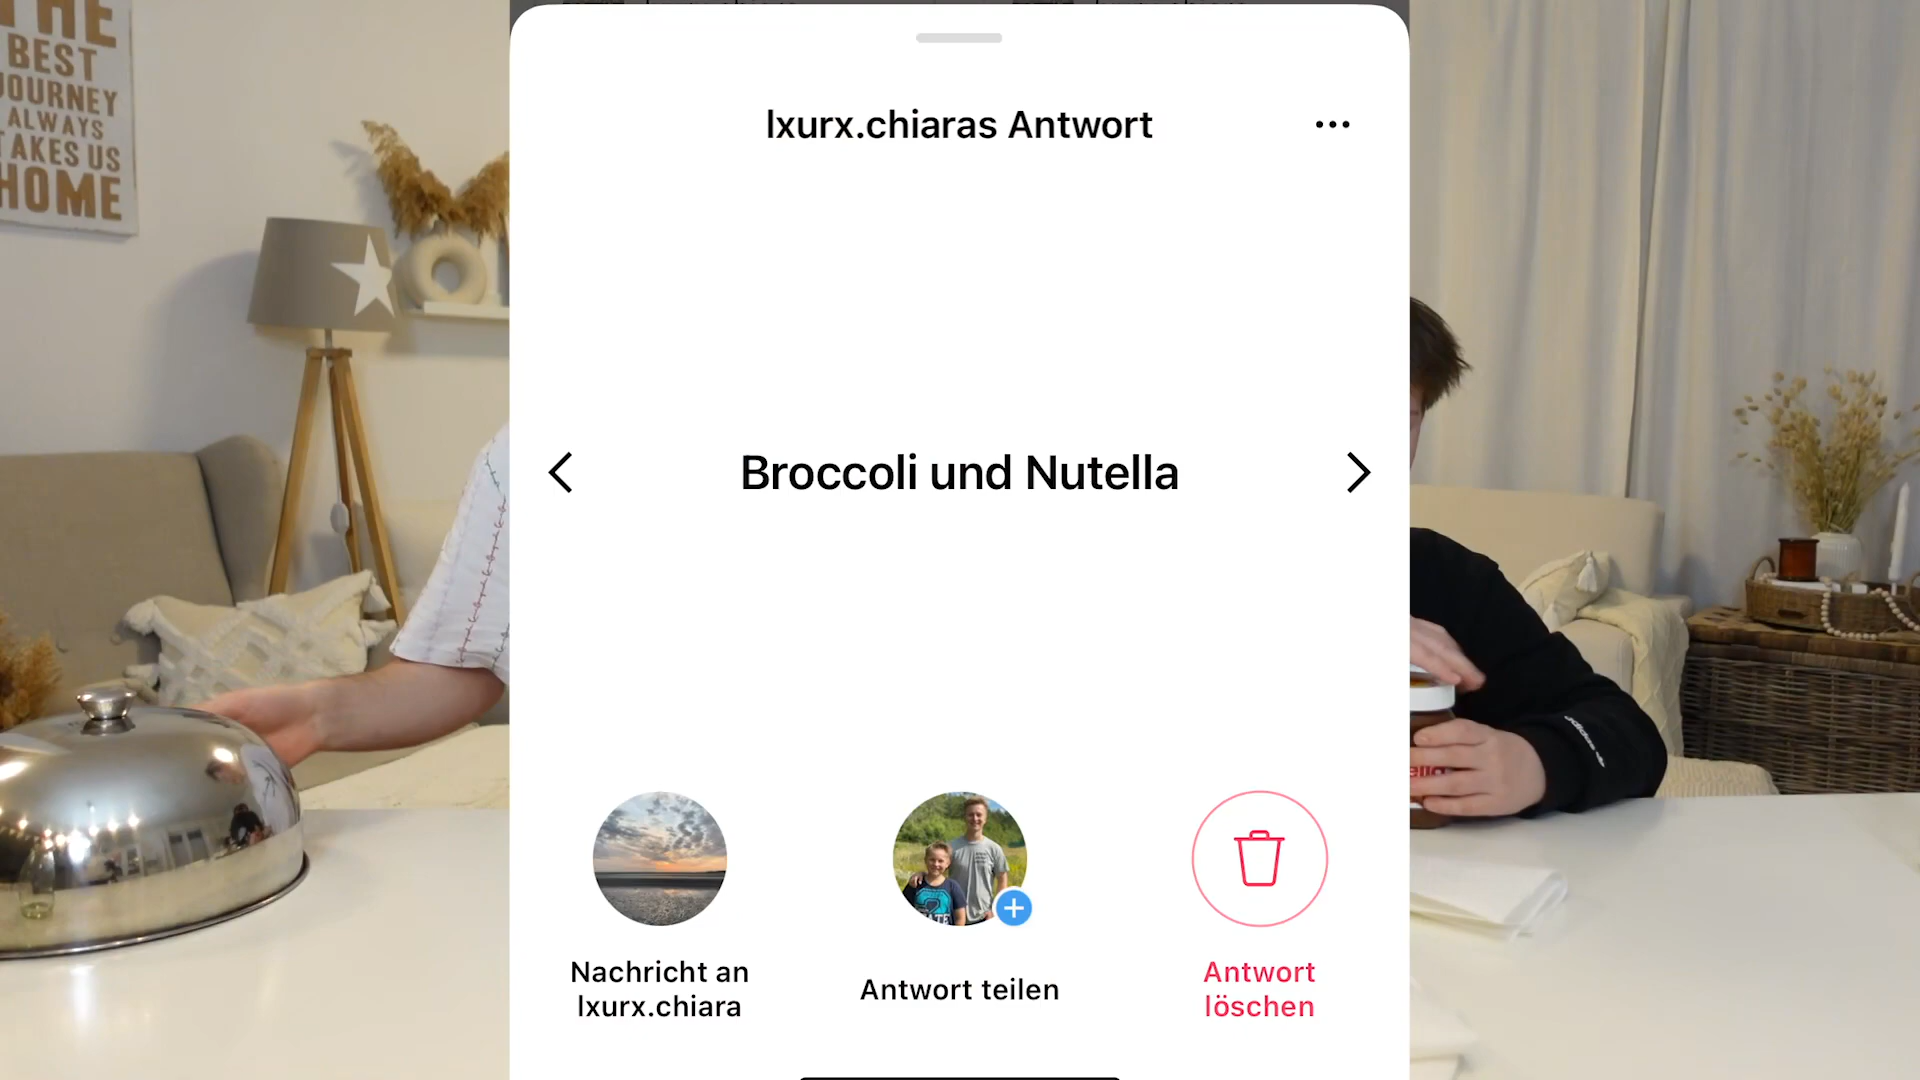 THE
BEST
JOURNEY
ALWAYS
TAKES US
HOME
lxurx.chiaras Antwort
Broccoli und Nutella
adidas
Nachricht an
lxurx.chiara
Antwort teilen
Antwort
löschen